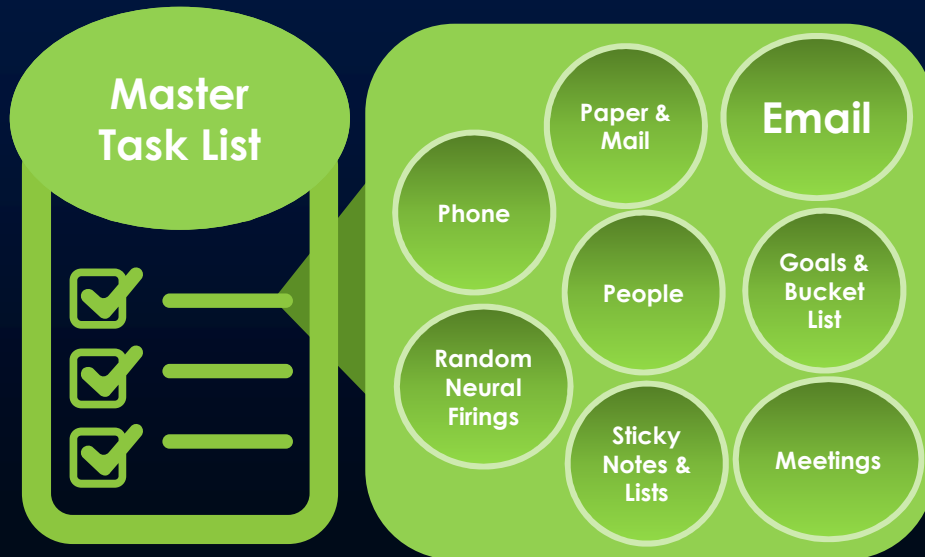 Master
Task List
Paper &
Mail
Email
Phone
People
Goals &
Bucket
List
Random
Neural
Firings
Sticky
Notes &
Lists
Meetings